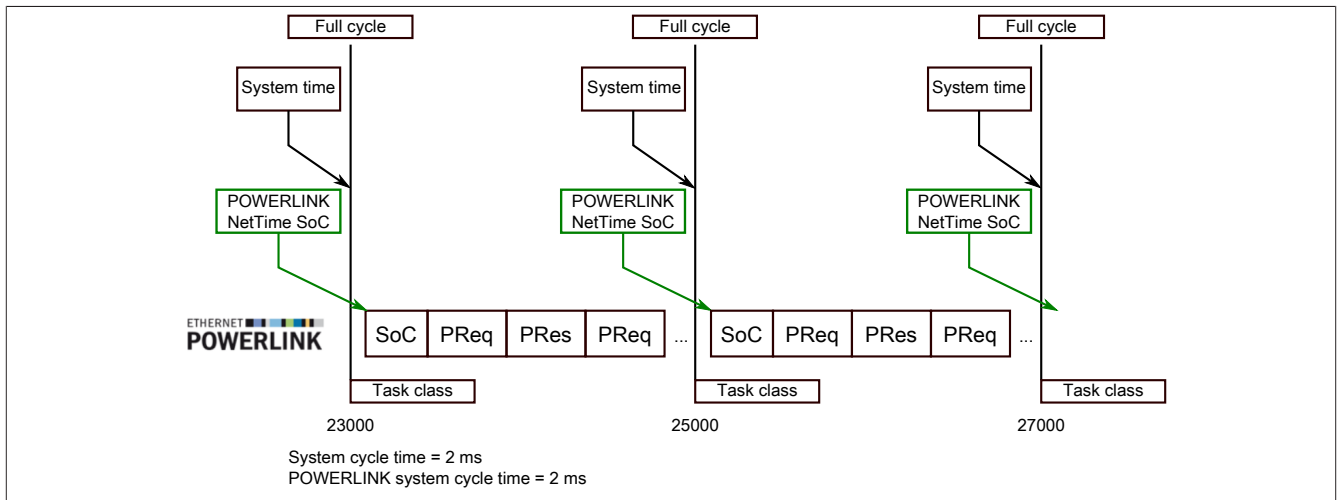 Full cycle Full cycle Full cycle
System time System time System time
POWERLINK POWERLINK POWERLINK
NetTime SoC NetTime SoC NetTime SoC
ETHERNET
POWERLINK
SoC PReq PRes PReq ... SoC PReq PRes PReq ...
Task class Task class Task class
23000 25000 27000
System cycle time = 2 ms
POWERLINK system cycle time = 2 ms